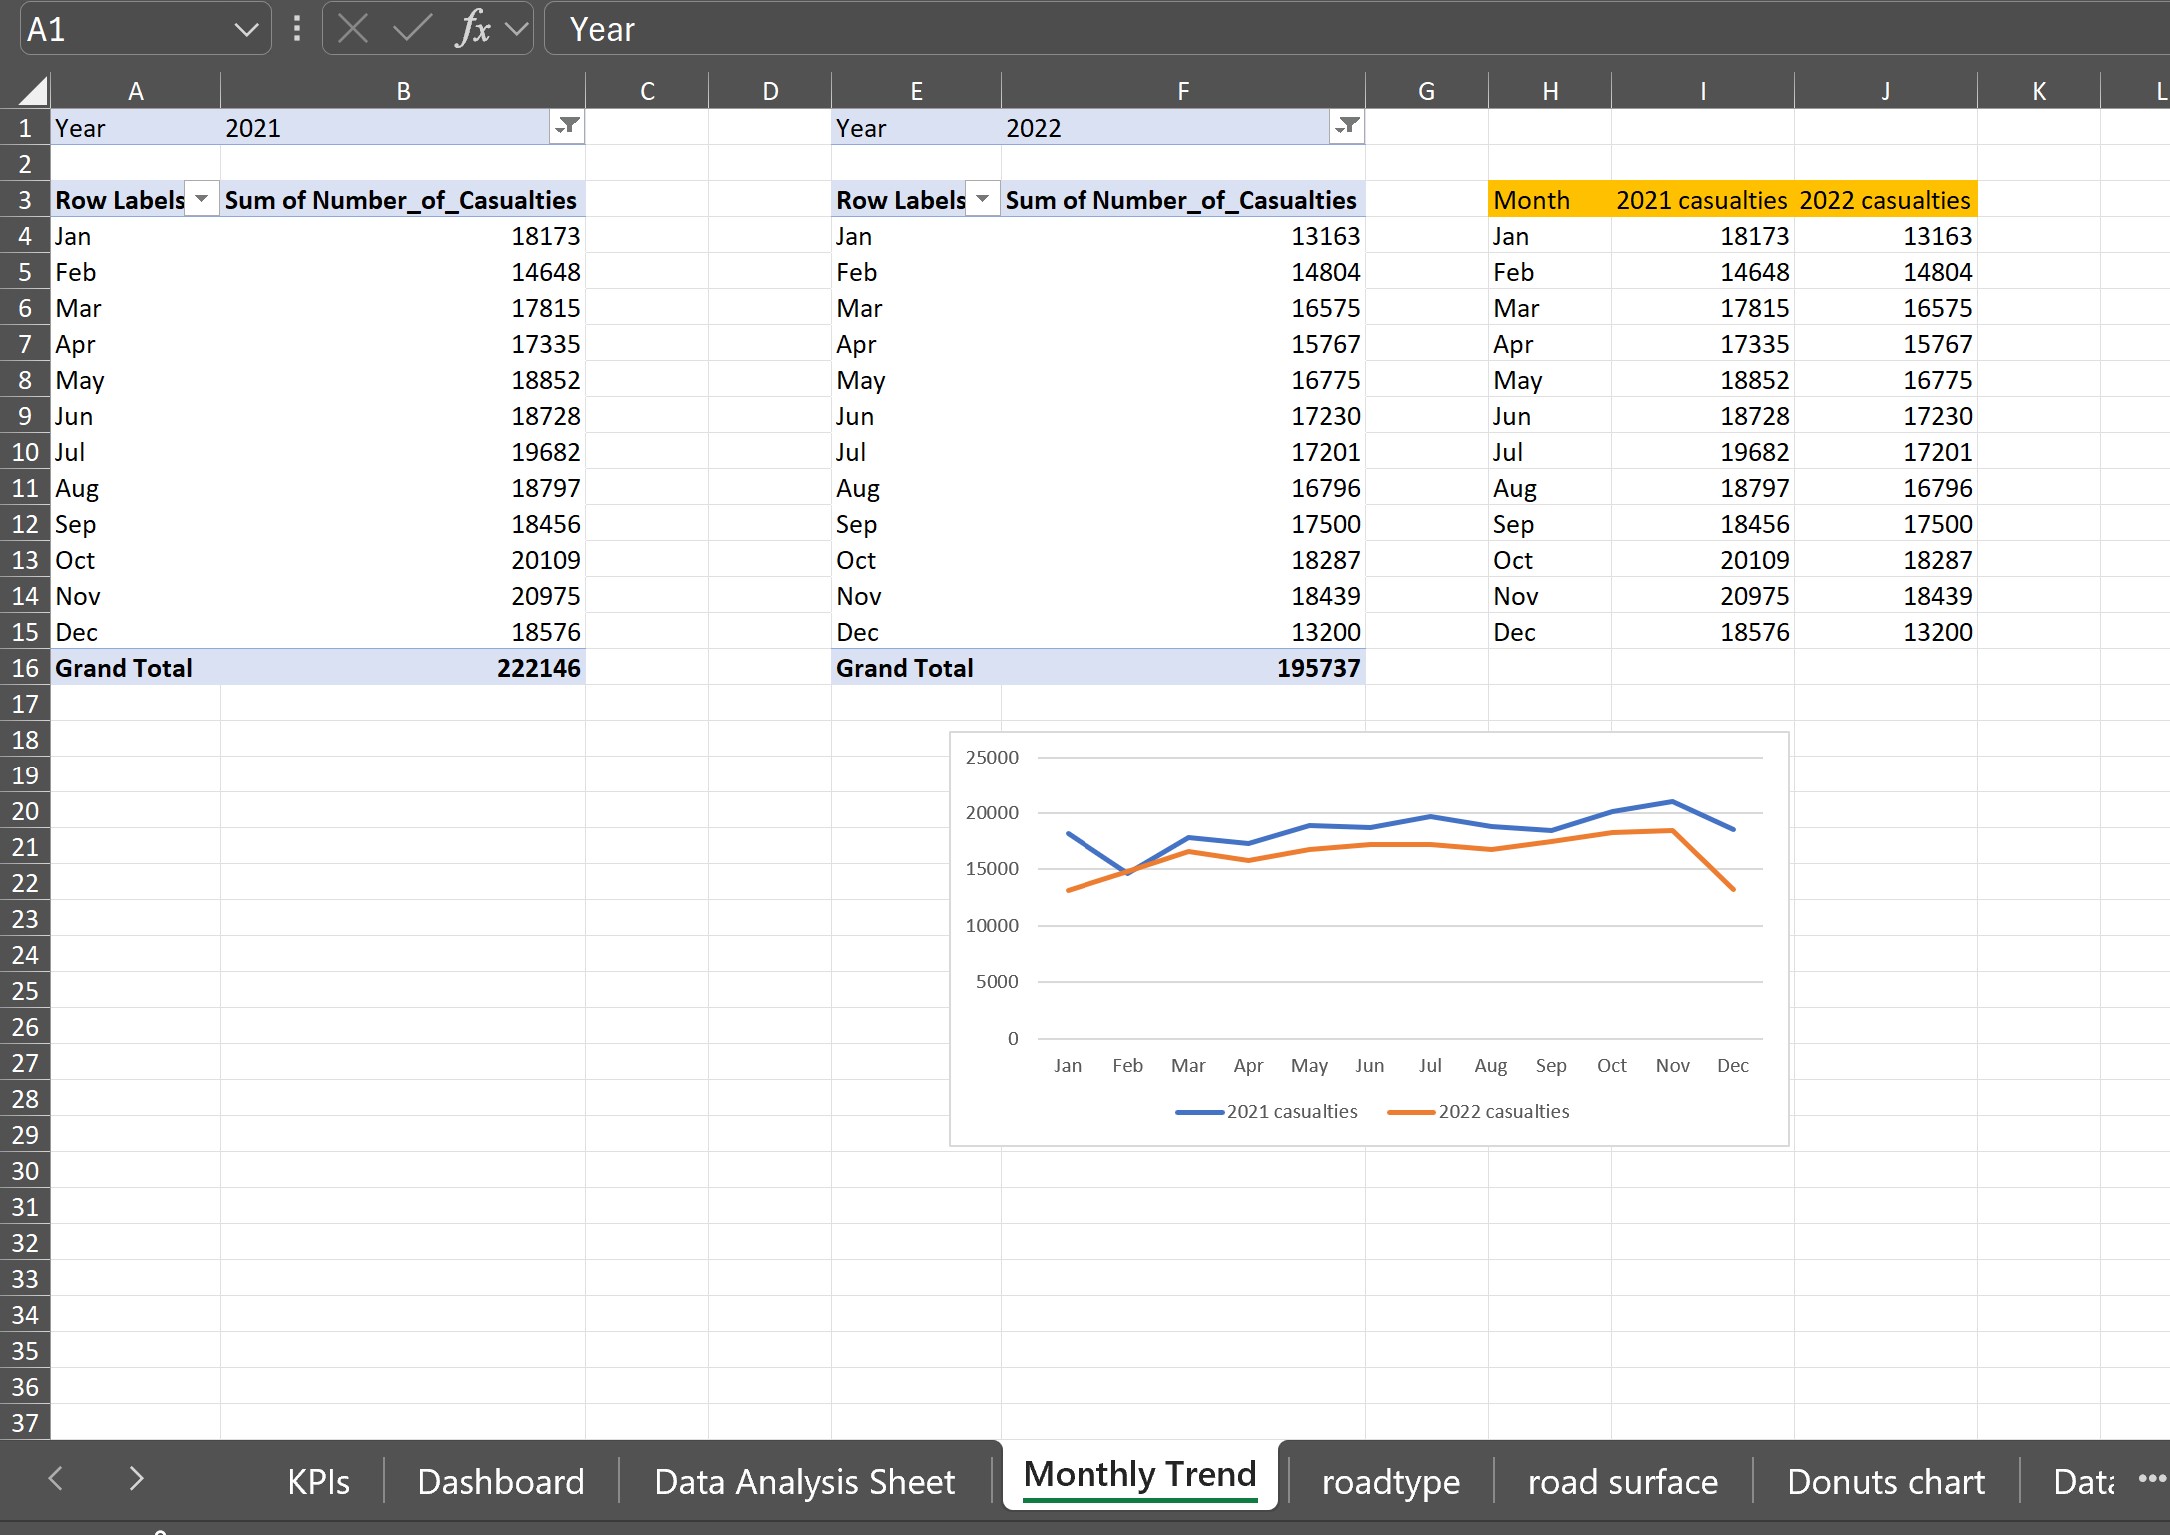 A1 fx Year
A B C D E F G H I J K L
1 Year 2021 Year 2022
2
3 Row Labels Sum of Number_of_Casualties Row Labels Sum of Number_of_Casualties Month 2021 casualties 2022 casualties
4 Jan 18173 Jan 13163 Jan 18173 13163
5 Feb 14648 Feb 14804 Feb 14648 14804
6 Mar 17815 Mar 16575 Mar 17815 16575
7 Apr 17335 Apr 15767 Apr 17335 15767
8 May 18852 May 16775 May 18852 16775
9 Jun 18728 Jun 17230 Jun 18728 17230
10 Jul 19682 Jul 17201 Jul 19682 17201
11 Aug 18797 Aug 16796 Aug 18797 16796
12 Sep 18456 Sep 17500 Sep 18456 17500
13 Oct 20109 Oct 18287 Oct 20109 18287
14 Nov 20975 Nov 18439 Nov 20975 18439
15 Dec 18576 Dec 13200 Dec 18576 13200
16 Grand Total 222146 Grand Total 195737
17
18
19
20
21
22
23
24
25
26
27
28
29
30
31
32
33
34
35
36
37
25000
20000
15000
10000
5000
0
Jan Feb Mar Apr May Jun Jul Aug Sep Oct Nov Dec
2021 casualties 2022 casualties
KPIs Dashboard Data Analysis Sheet Monthly Trend roadtype road surface Donuts chart Data ...